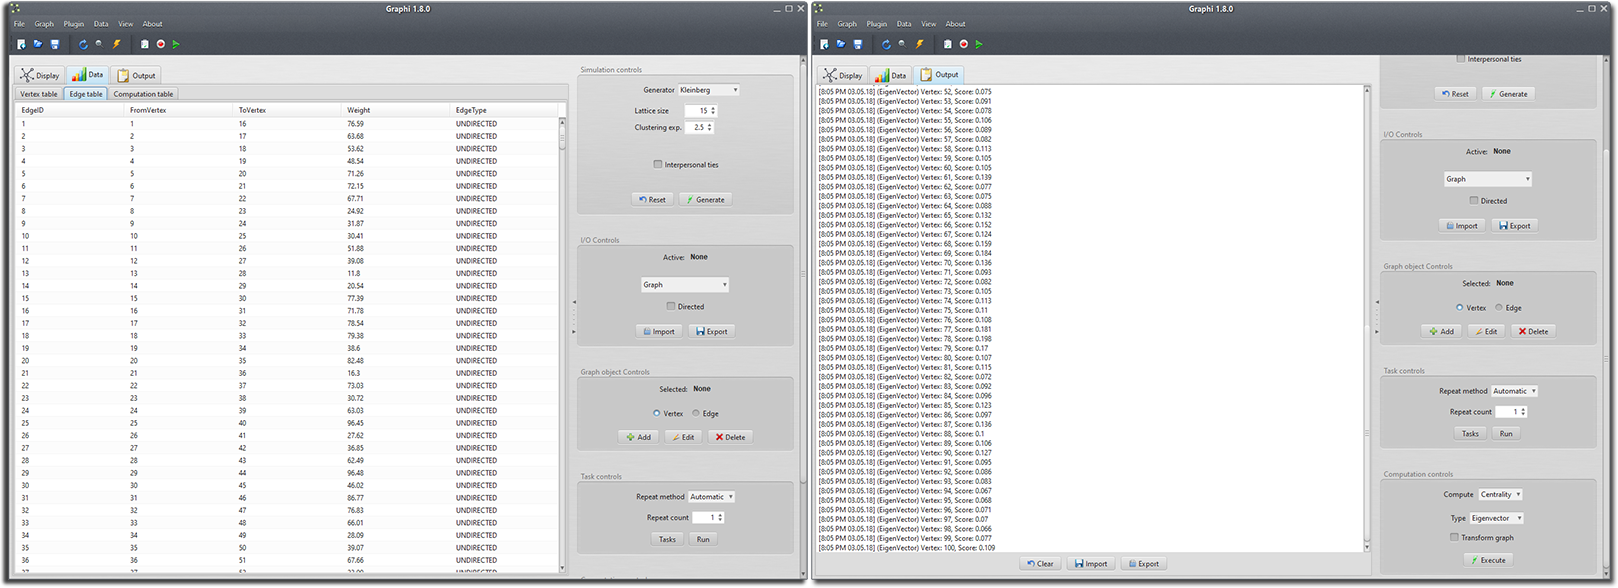 Graphi 1.8.0
File Graph Plugin Data View About
Display Data Output
Vertex table Edge table Computation table
EdgeID FromVertex ToVertex Weight EdgeType
1 1 16 76.59 UNDIRECTED
2 2 17 63.68 UNDIRECTED
3 3 18 53.62 UNDIRECTED
4 4 19 48.54 UNDIRECTED
5 5 20 71.26 UNDIRECTED
6 6 21 72.15 UNDIRECTED
7 7 22 67.71 UNDIRECTED
8 8 23 24.92 UNDIRECTED
9 9 24 31.87 UNDIRECTED
10 10 25 30.41 UNDIRECTED
11 11 26 51.88 UNDIRECTED
12 12 27 39.08 UNDIRECTED
13 13 28 11.8 UNDIRECTED
14 14 29 20.54 UNDIRECTED
15 15 30 77.39 UNDIRECTED
16 16 31 71.78 UNDIRECTED
17 17 32 78.54 UNDIRECTED
18 18 33 79.38 UNDIRECTED
19 19 34 38.6 UNDIRECTED
20 20 35 82.48 UNDIRECTED
21 21 36 16.3 UNDIRECTED
22 22 37 73.03 UNDIRECTED
23 23 38 30.72 UNDIRECTED
24 24 39 63.03 UNDIRECTED
25 25 40 96.45 UNDIRECTED
26 26 41 27.62 UNDIRECTED
27 27 42 36.85 UNDIRECTED
28 28 43 62.49 UNDIRECTED
29 29 44 96.48 UNDIRECTED
30 30 45 46.02 UNDIRECTED
31 31 46 86.77 UNDIRECTED
32 32 47 76.83 UNDIRECTED
33 33 48 66.01 UNDIRECTED
34 34 49 28.09 UNDIRECTED
35 35 50 39.07 UNDIRECTED
36 36 51 67.66 UNDIRECTED
Simulation controls
Generator Kleinberg
Lattice size 15
Clustering exp. 2.5
Interpersonal ties
Reset Generate
I/O Controls
Active: None
Graph
Directed
Import Export
Graph object Controls
Selected: None
Vertex Edge
Add Edit Delete
Task controls
Repeat method Automatic
Repeat count 1
Tasks Run
Graphi 1.8.0
File Graph Plugin Data View About
Display Data Output
[8:05 PM 03.05.18] (EigenVector) Vertex: 52, Score: 0.075
[8:05 PM 03.05.18] (EigenVector) Vertex: 53, Score: 0.091
[8:05 PM 03.05.18] (EigenVector) Vertex: 54, Score: 0.078
[8:05 PM 03.05.18] (EigenVector) Vertex: 55, Score: 0.106
[8:05 PM 03.05.18] (EigenVector) Vertex: 56, Score: 0.089
[8:05 PM 03.05.18] (EigenVector) Vertex: 57, Score: 0.082
[8:05 PM 03.05.18] (EigenVector) Vertex: 58, Score: 0.113
[8:05 PM 03.05.18] (EigenVector) Vertex: 59, Score: 0.105
[8:05 PM 03.05.18] (EigenVector) Vertex: 60, Score: 0.105
[8:05 PM 03.05.18] (EigenVector) Vertex: 61, Score: 0.139
[8:05 PM 03.05.18] (EigenVector) Vertex: 62, Score: 0.077
[8:05 PM 03.05.18] (EigenVector) Vertex: 63, Score: 0.075
[8:05 PM 03.05.18] (EigenVector) Vertex: 64, Score: 0.088
[8:05 PM 03.05.18] (EigenVector) Vertex: 65, Score: 0.132
[8:05 PM 03.05.18] (EigenVector) Vertex: 66, Score: 0.152
[8:05 PM 03.05.18] (EigenVector) Vertex: 67, Score: 0.124
[8:05 PM 03.05.18] (EigenVector) Vertex: 68, Score: 0.159
[8:05 PM 03.05.18] (EigenVector) Vertex: 69, Score: 0.184
[8:05 PM 03.05.18] (EigenVector) Vertex: 70, Score: 0.136
[8:05 PM 03.05.18] (EigenVector) Vertex: 71, Score: 0.093
[8:05 PM 03.05.18] (EigenVector) Vertex: 72, Score: 0.082
[8:05 PM 03.05.18] (EigenVector) Vertex: 73, Score: 0.105
[8:05 PM 03.05.18] (EigenVector) Vertex: 74, Score: 0.113
[8:05 PM 03.05.18] (EigenVector) Vertex: 75, Score: 0.11
[8:05 PM 03.05.18] (EigenVector) Vertex: 76, Score: 0.108
[8:05 PM 03.05.18] (EigenVector) Vertex: 77, Score: 0.181
[8:05 PM 03.05.18] (EigenVector) Vertex: 78, Score: 0.198
[8:05 PM 03.05.18] (EigenVector) Vertex: 79, Score: 0.17
[8:05 PM 03.05.18] (EigenVector) Vertex: 80, Score: 0.107
[8:05 PM 03.05.18] (EigenVector) Vertex: 81, Score: 0.115
[8:05 PM 03.05.18] (EigenVector) Vertex: 82, Score: 0.072
[8:05 PM 03.05.18] (EigenVector) Vertex: 83, Score: 0.092
[8:05 PM 03.05.18] (EigenVector) Vertex: 84, Score: 0.096
[8:05 PM 03.05.18] (EigenVector) Vertex: 85, Score: 0.123
[8:05 PM 03.05.18] (EigenVector) Vertex: 86, Score: 0.097
[8:05 PM 03.05.18] (EigenVector) Vertex: 87, Score: 0.136
[8:05 PM 03.05.18] (EigenVector) Vertex: 88, Score: 0.1
[8:05 PM 03.05.18] (EigenVector) Vertex: 89, Score: 0.106
[8:05 PM 03.05.18] (EigenVector) Vertex: 90, Score: 0.127
[8:05 PM 03.05.18] (EigenVector) Vertex: 91, Score: 0.095
[8:05 PM 03.05.18] (EigenVector) Vertex: 92, Score: 0.086
[8:05 PM 03.05.18] (EigenVector) Vertex: 93, Score: 0.083
[8:05 PM 03.05.18] (EigenVector) Vertex: 94, Score: 0.067
[8:05 PM 03.05.18] (EigenVector) Vertex: 95, Score: 0.068
[8:05 PM 03.05.18] (EigenVector) Vertex: 96, Score: 0.071
[8:05 PM 03.05.18] (EigenVector) Vertex: 97, Score: 0.07
[8:05 PM 03.05.18] (EigenVector) Vertex: 98, Score: 0.066
[8:05 PM 03.05.18] (EigenVector) Vertex: 99, Score: 0.077
[8:05 PM 03.05.18] (EigenVector) Vertex: 100, Score: 0.109
Clear Import Export
Interpersonal ties
Reset Generate
I/O Controls
Active: None
Graph
Directed
Import Export
Graph object Controls
Selected: None
Vertex Edge
Add Edit Delete
Task controls
Repeat method Automatic
Repeat count 1
Tasks Run
Computation controls
Compute Centrality
Type Eigenvector
Transform graph
Execute